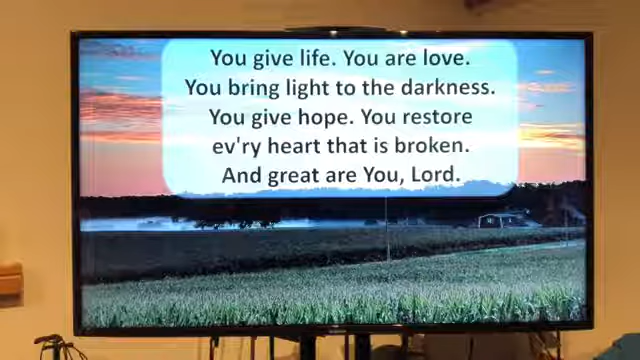 You give life. You are love.
You bring light to the darkness.
You give hope. You restore
ev'ry heart that is broken.
And great are You, Lord.